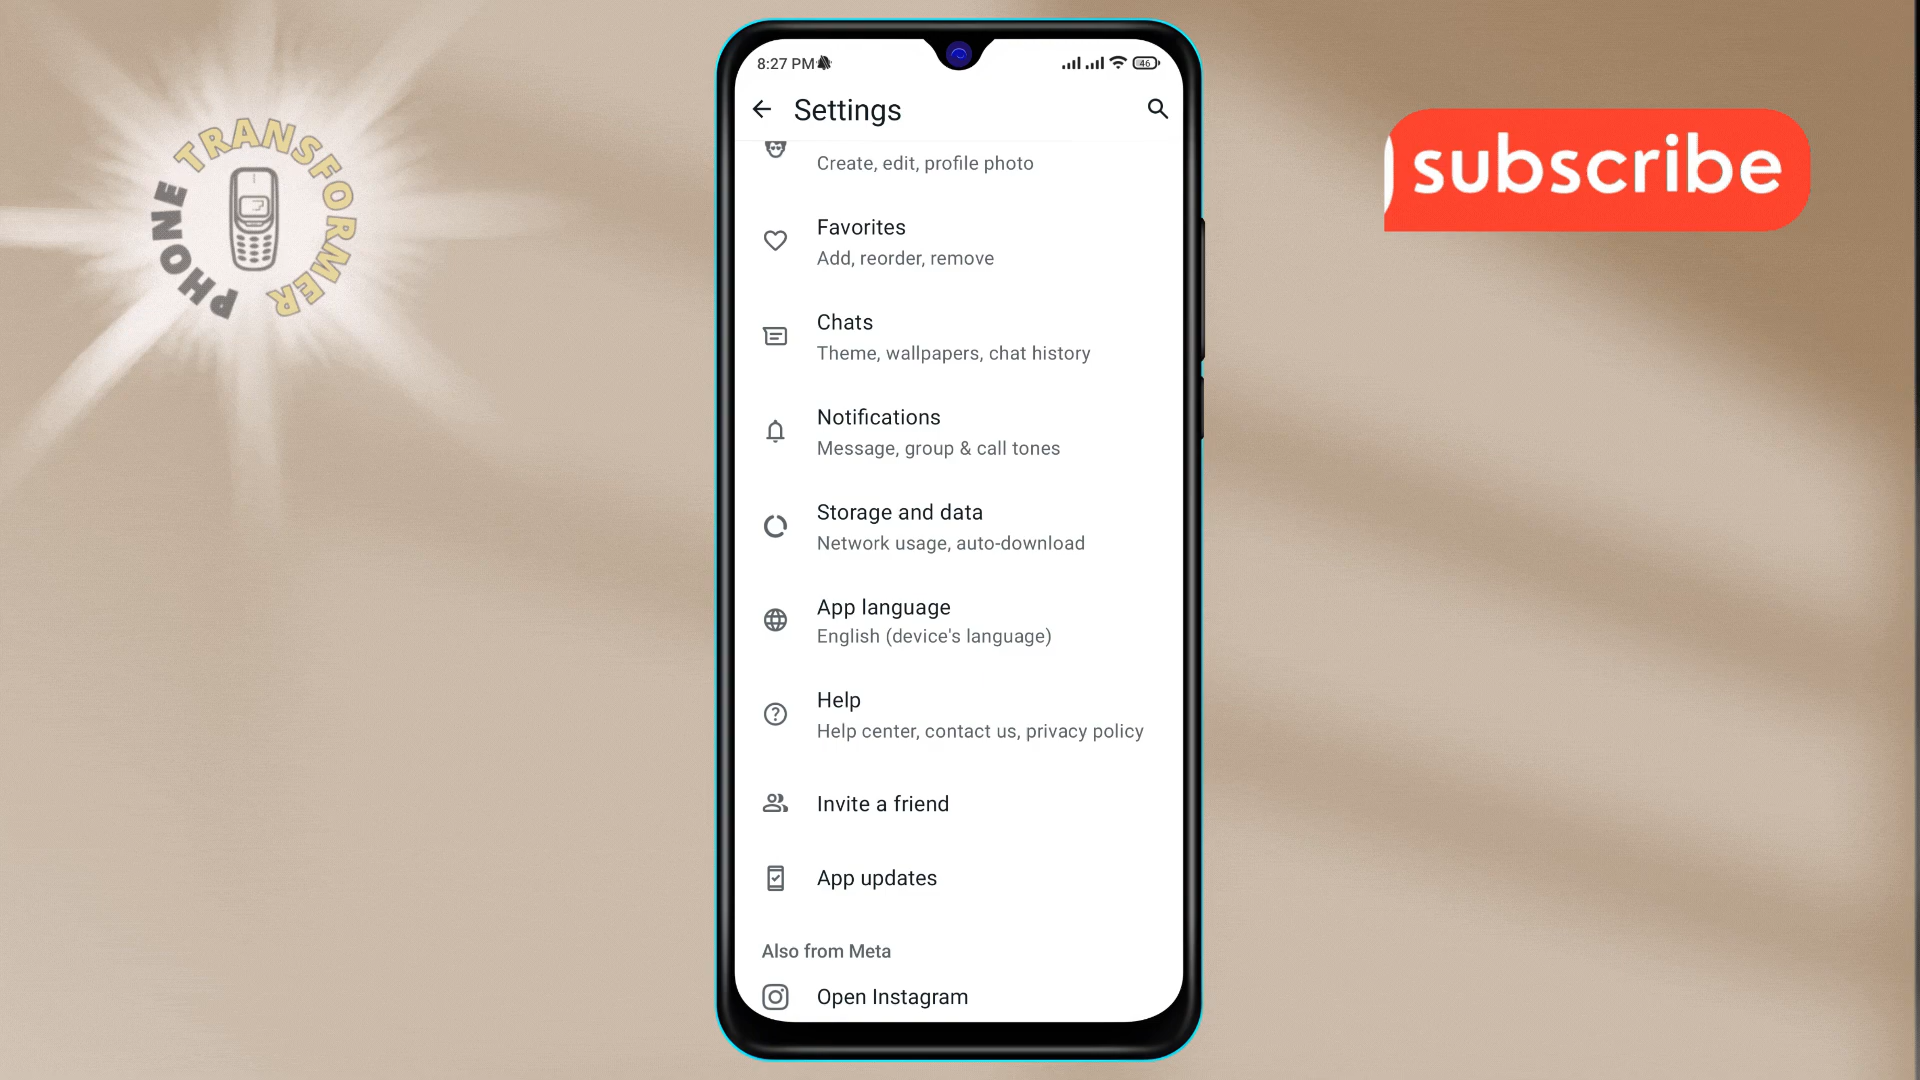 PHONE TRANSFORMER
subscribe
8:27 PM
46
Settings
Create, edit, profile photo
Favorites
Add, reorder, remove
Chats
Theme, wallpapers, chat history
Notifications
Message, group & call tones
Storage and data
Network usage, auto-download
App language
English (device's language)
Help
Help center, contact us, privacy policy
Invite a friend
App updates
Also from Meta
Open Instagram